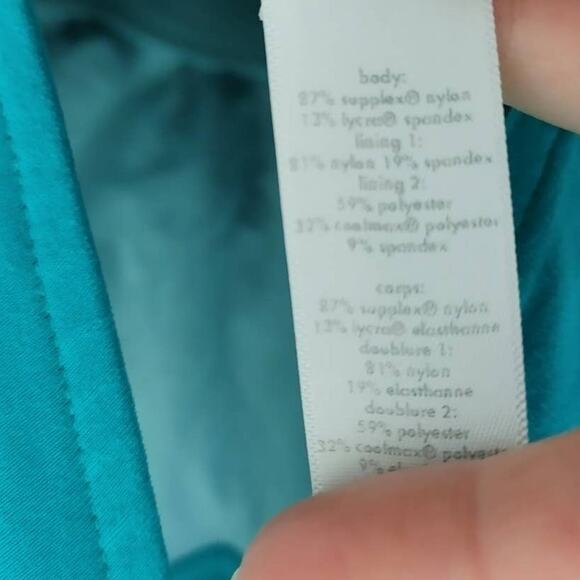 body:
87% supplex® nylon
13% lycra® spandex
lining 1:
81% nylon 19% spandex
lining 2:
59% polyester
32% coolmax® polyester
9% spandex
corps:
87% supplex® nylon
13% lycra® elasthanne
doublure 1:
81% nylon
19% elasthanne
doublure 2:
59% polyester
32% coolmax® polyester
9%